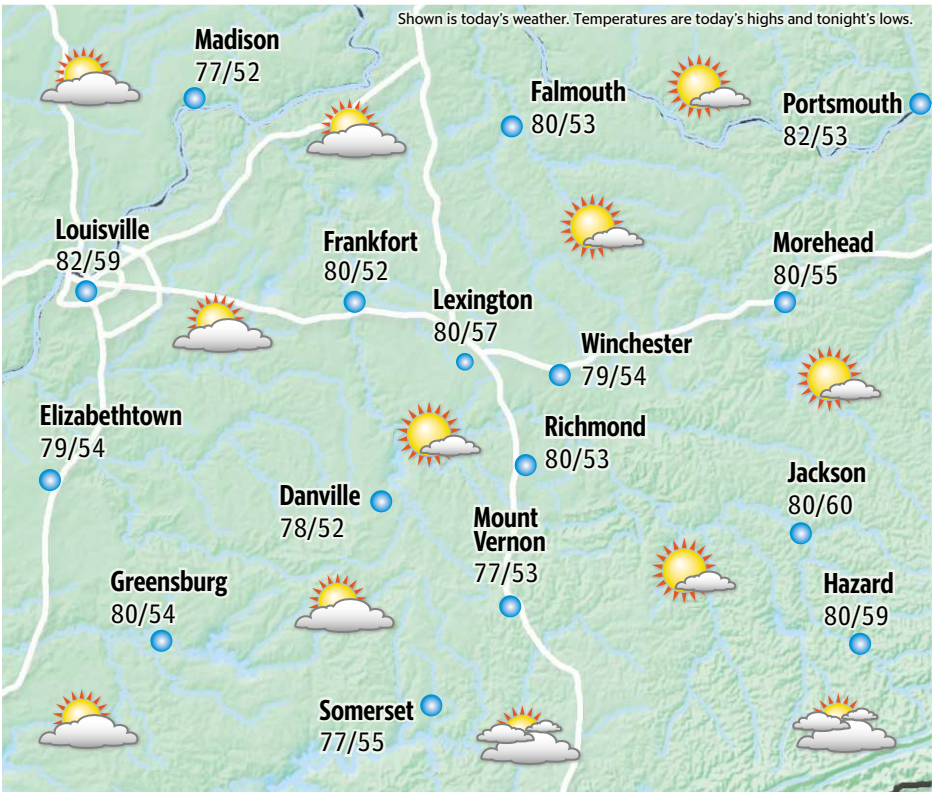 Shown is today's weather. Temperatures are today's highs and tonight's lows.
Madison
77/52
Falmouth
80/53
Portsmouth
82/53
Louisville
82/59
Frankfort
80/52
Morehead
80/55
Lexington
80/57
Winchester
79/54
Elizabethtown
79/54
Richmond
80/53
Jackson
80/60
Danville
78/52
Mount
Vernon
77/53
Greensburg
80/54
Hazard
80/59
Somerset
77/55